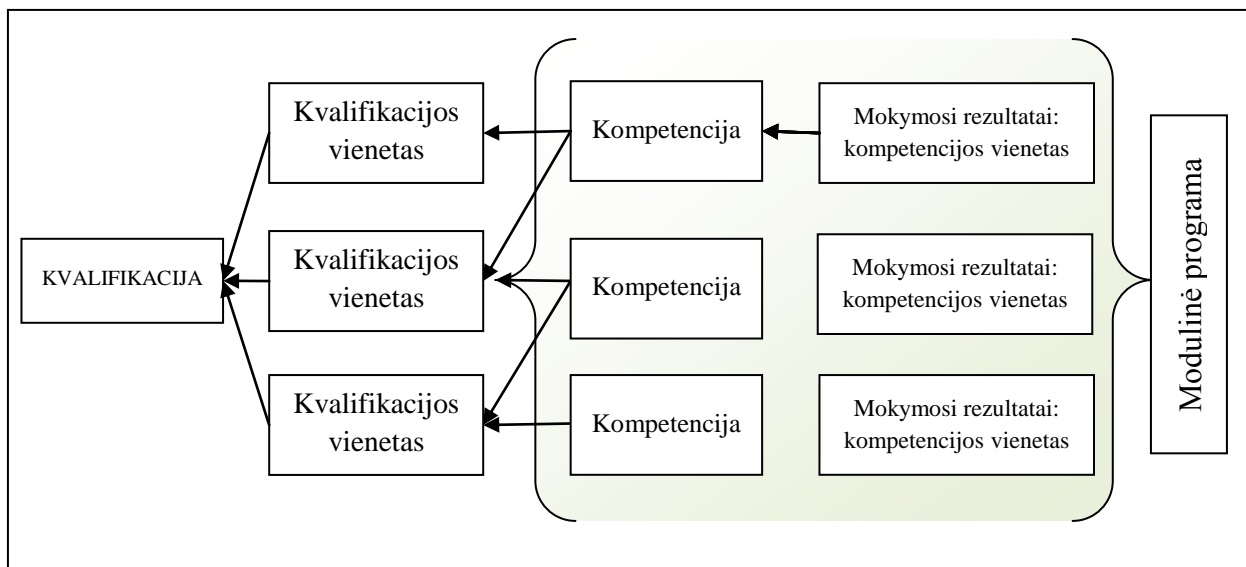 Kvalifikacijos
vienetas
Kompetencija
Mokymosi rezultatai:
kompetencijos vienetas
KVALIFIKACIJA
Kvalifikacijos
vienetas
Kompetencija
Mokymosi rezultatai:
kompetencijos vienetas
Modulinė programa
Kvalifikacijos
vienetas
Kompetencija
Mokymosi rezultatai:
kompetencijos vienetas